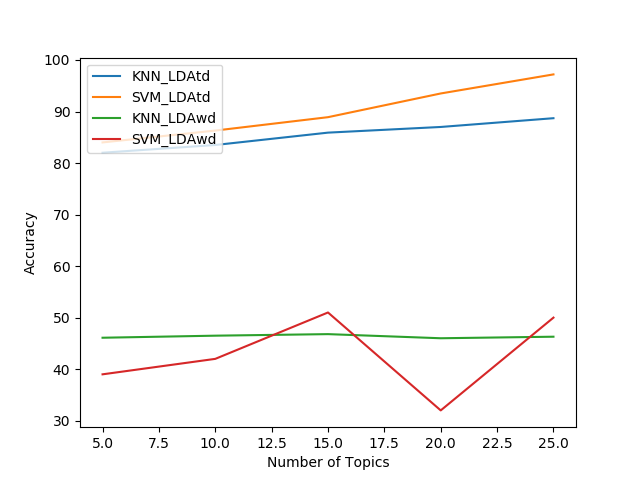 100
90
80
70
60
50
40
30
Accuracy
KNN_LDAtd
SVM_LDAtd
KNN_LDAwd
SVM_LDAwd
5.0 7.5 10.0 12.5 15.0 17.5 20.0 22.5 25.0
Number of Topics